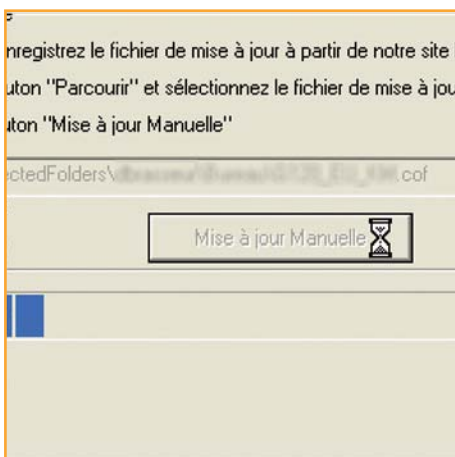 nregistrez le fichier de mise à jour à partir de notre site
uton "Parcourir" et sélectionnez le fichier de mise à jou
uton "Mise à jour Manuelle"
ctedFolders\ .cof
Mise à jour Manuelle